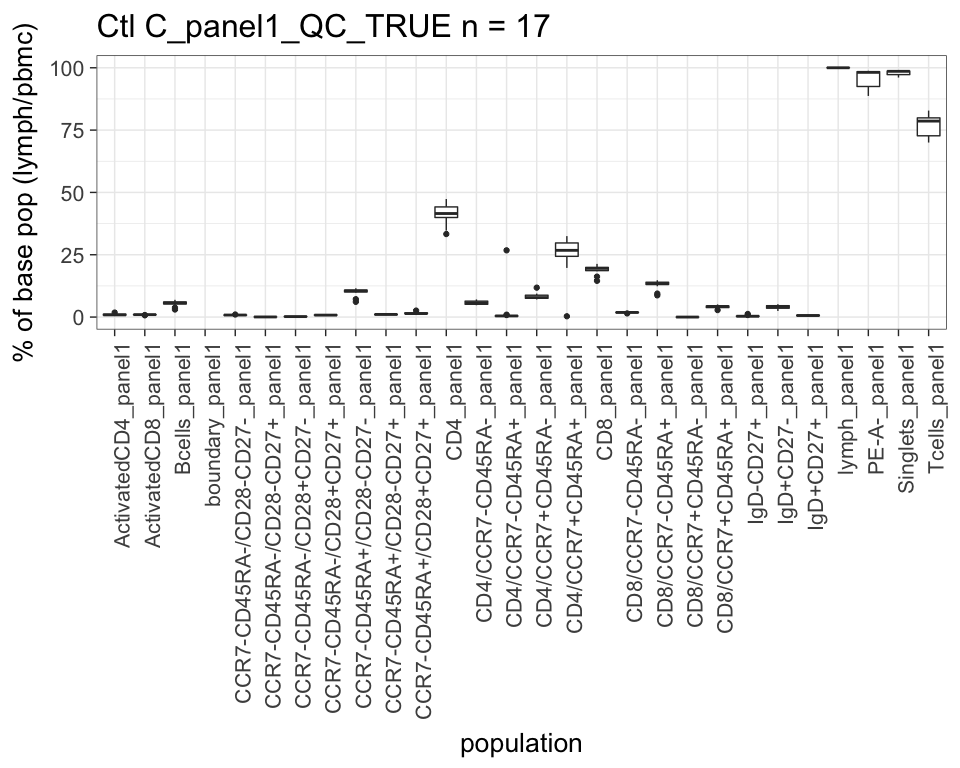 Ctl C_panel1_QC_TRUE n = 17
% of base pop (lymph/pbmc)
100
75
50
25
0
ActivatedCD4_panel1
ActivatedCD8_panel1
Bcells_panel1
boundary_panel1
CCR7-CD45RA-/CD28-CD27-_panel1
CCR7-CD45RA-/CD28-CD27+_panel1
CCR7-CD45RA-/CD28+CD27-_panel1
CCR7-CD45RA-/CD28+CD27+_panel1
CCR7-CD45RA+/CD28-CD27-_panel1
CCR7-CD45RA+/CD28-CD27+_panel1
CCR7-CD45RA+/CD28+CD27+_panel1
CD4_panel1
CD4/CCR7-CD45RA-_panel1
CD4/CCR7-CD45RA+_panel1
CD4/CCR7+CD45RA-_panel1
CD4/CCR7+CD45RA+_panel1
CD8_panel1
CD8/CCR7-CD45RA-_panel1
CD8/CCR7-CD45RA+_panel1
CD8/CCR7+CD45RA-_panel1
CD8/CCR7+CD45RA+_panel1
IgD-CD27+_panel1
IgD+CD27-_panel1
IgD+CD27+_panel1
lymph_panel1
PE-A-_panel1
Singlets_panel1
Tcells_panel1
population